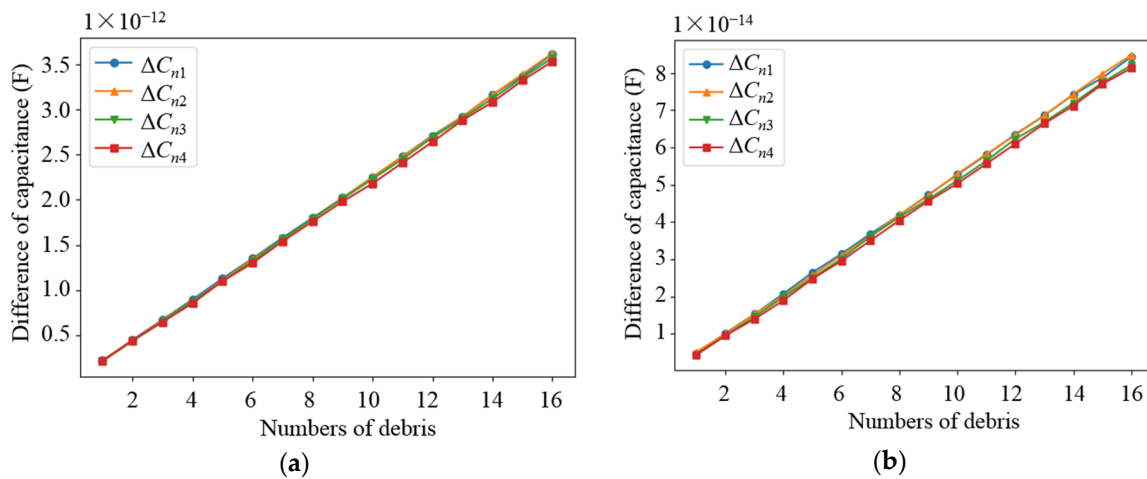 1×10⁻¹²
Difference of capacitance (F)
3.5
3.0
2.5
2.0
1.5
1.0
0.5
ΔCn1
ΔCn2
ΔCn3
ΔCn4
2 4 6 8 10 12 14 16
Numbers of debris
(a)
1×10⁻¹⁴
Difference of capacitance (F)
8
7
6
5
4
3
2
1
ΔCn1
ΔCn2
ΔCn3
ΔCn4
2 4 6 8 10 12 14 16
Numbers of debris
(b)